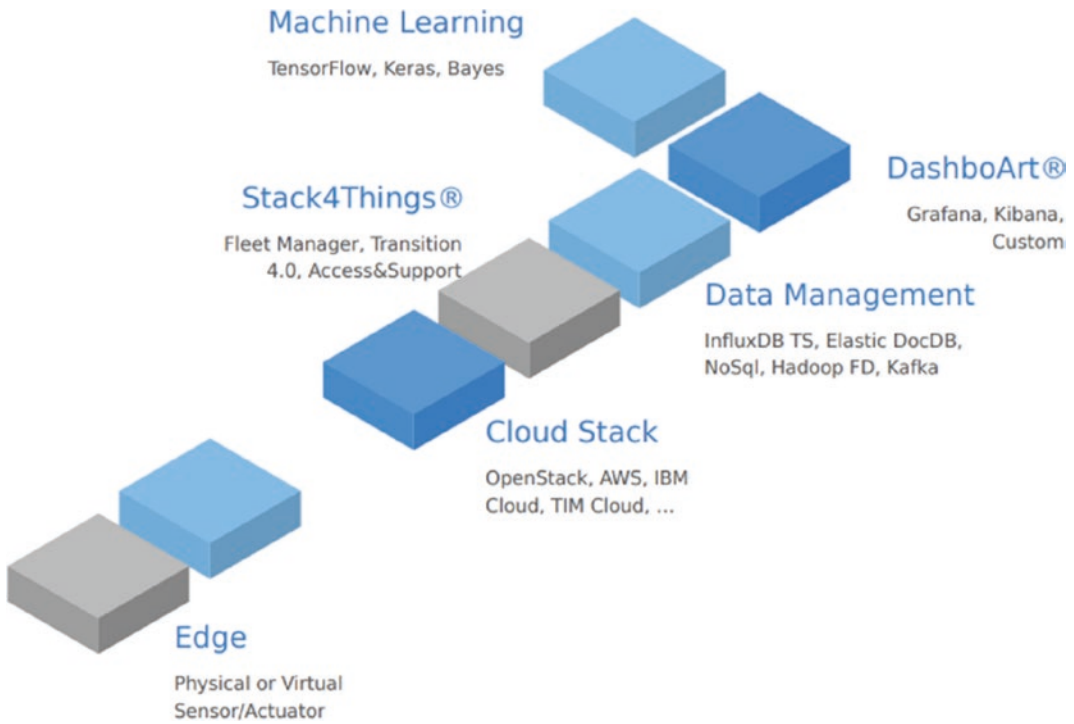 Machine Learning
TensorFlow, Keras, Bayes
DashboArt®
Grafana, Kibana,
Custom
Stack4Things®
Fleet Manager, Transition
4.0, Access&Support
Data Management
InfluxDB TS, Elastic DocDB,
NoSql, Hadoop FD, Kafka
Cloud Stack
OpenStack, AWS, IBM
Cloud, TIM Cloud, ...
Edge
Physical or Virtual
Sensor/Actuator